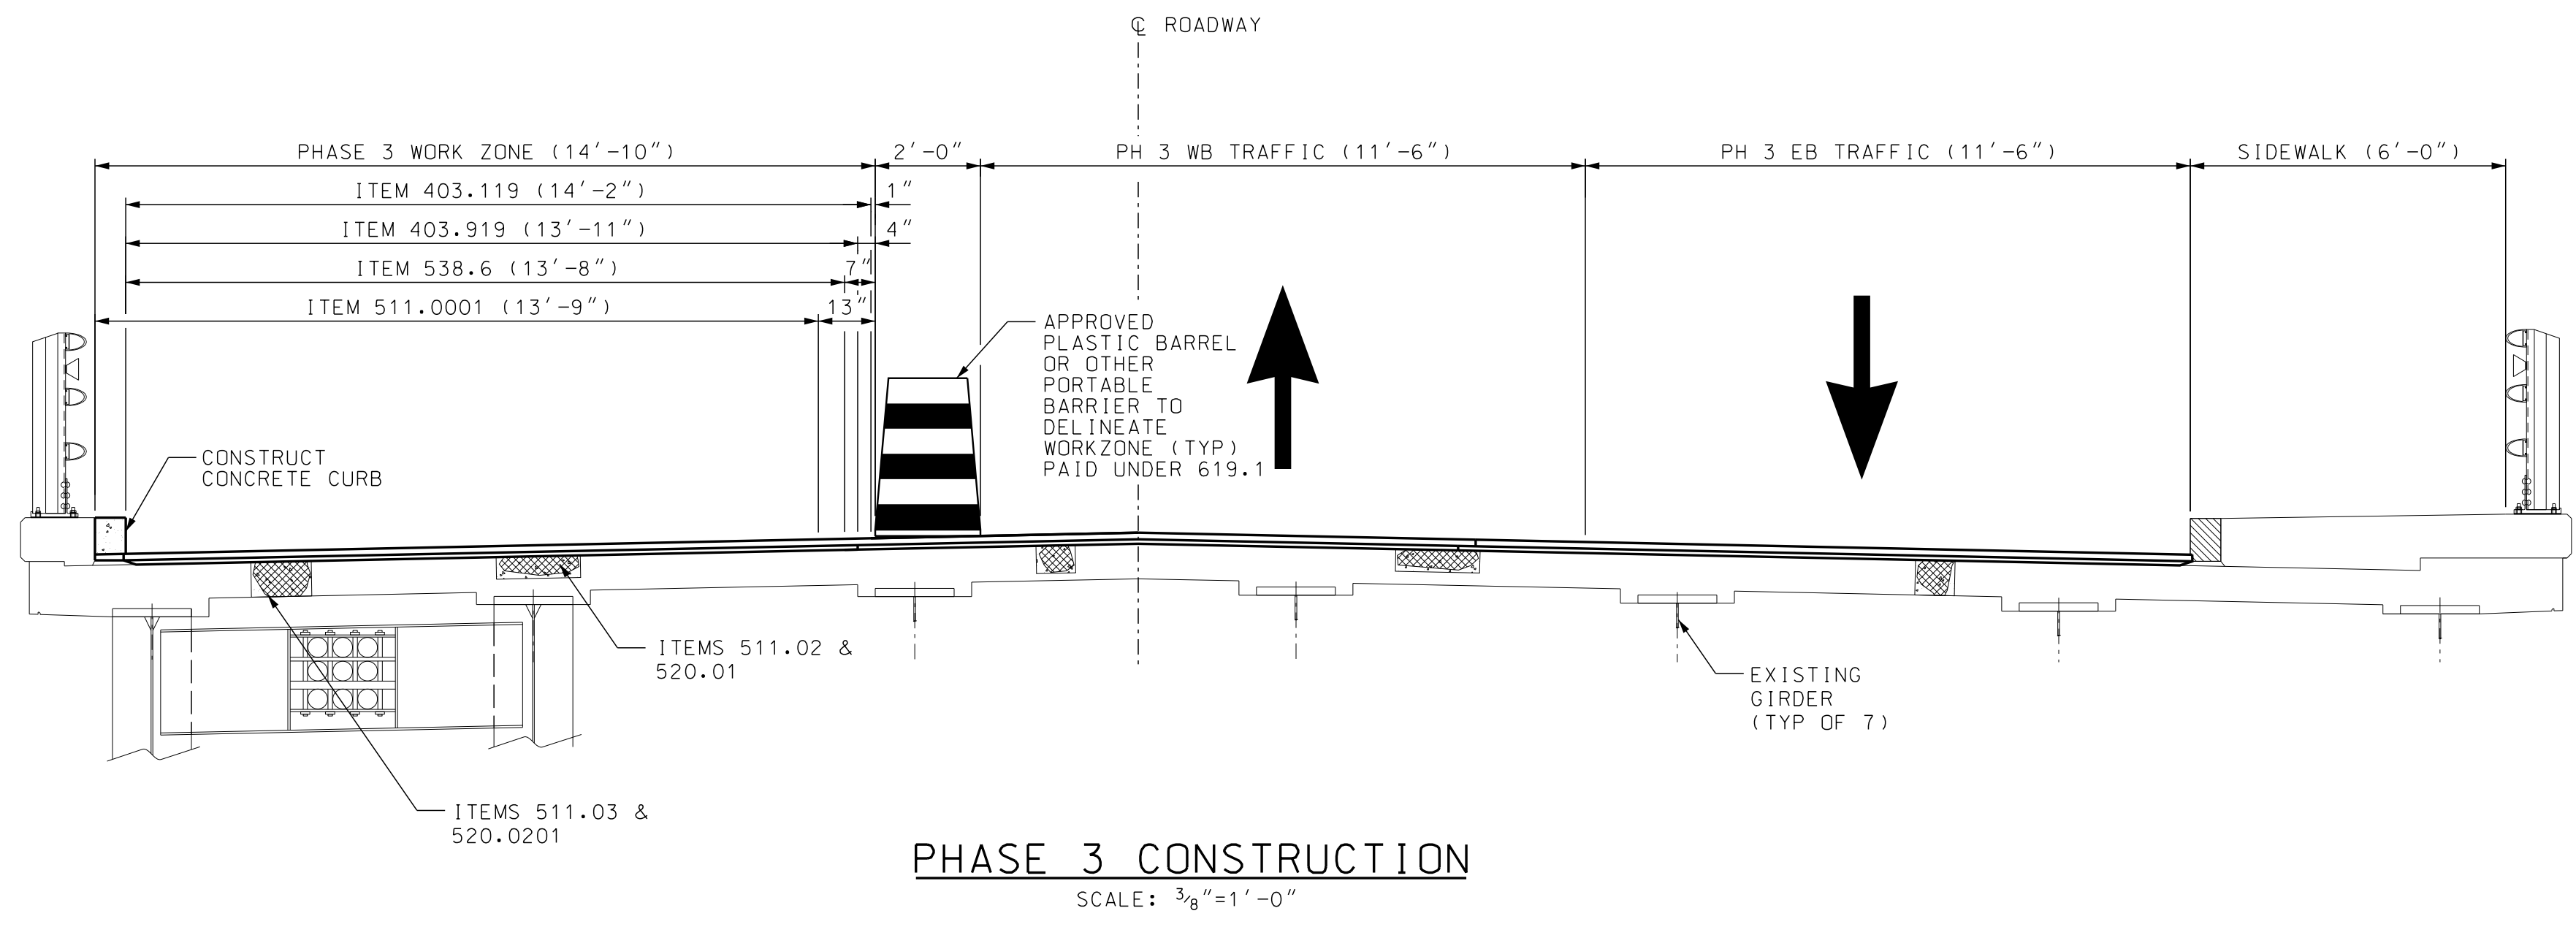 ℄ ROADWAY
PHASE 3 WORK ZONE (14'-10")
2'-0"
PH 3 WB TRAFFIC (11'-6")
PH 3 EB TRAFFIC (11'-6")
SIDEWALK (6'-0")
ITEM 403.119 (14'-2")
1"
ITEM 403.919 (13'-11")
4"
ITEM 538.6 (13'-8")
7"
ITEM 511.0001 (13'-9")
13"
APPROVED
PLASTIC BARREL
OR OTHER
PORTABLE
BARRIER TO
DELINEATE
WORKZONE (TYP)
PAID UNDER 619.1
CONSTRUCT
CONCRETE CURB
ITEMS 511.02 &
520.01
EXISTING
GIRDER
(TYP OF 7)
ITEMS 511.03 &
520.0201
PHASE 3 CONSTRUCTION
SCALE: 3/8"=1'-0"